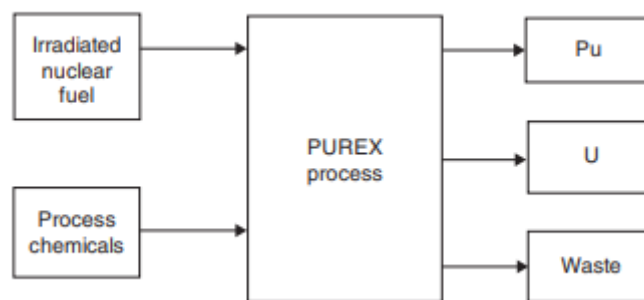 Irradiated
nuclear
fuel
Process
chemicals
PUREX
process
Pu
U
Waste